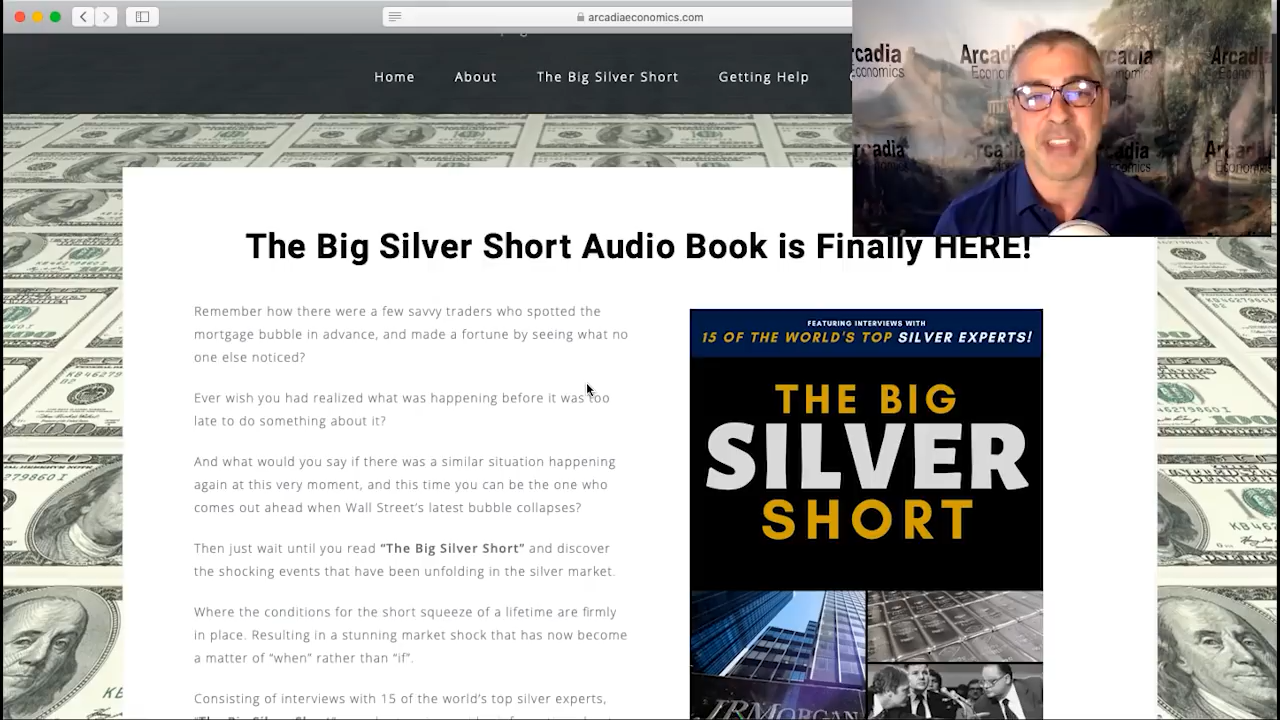 arcadiaeconomics.com
Home About The Big Silver Short Getting Help
Arcadia
Economics
The Big Silver Short Audio Book is Finally HERE!
Remember how there were a few savvy traders who spotted the
mortgage bubble in advance, and made a fortune by seeing what no
one else noticed?
Ever wish you had realized what was happening before it was too
late to do something about it?
And what would you say if there was a similar situation happening
again at this very moment, and this time you can be the one who
comes out ahead when Wall Street's latest bubble collapses?
Then just wait until you read “The Big Silver Short” and discover
the shocking events that have been unfolding in the silver market.
Where the conditions for the short squeeze of a lifetime are firmly
in place. Resulting in a stunning market shock that has now become
a matter of “when” rather than “if”.
Consisting of interviews with 15 of the world's top silver experts,
FEATURING INTERVIEWS WITH
15 OF THE WORLD'S TOP SILVER EXPERTS!
THE BIG
SILVER
SHORT
JPMORGAN